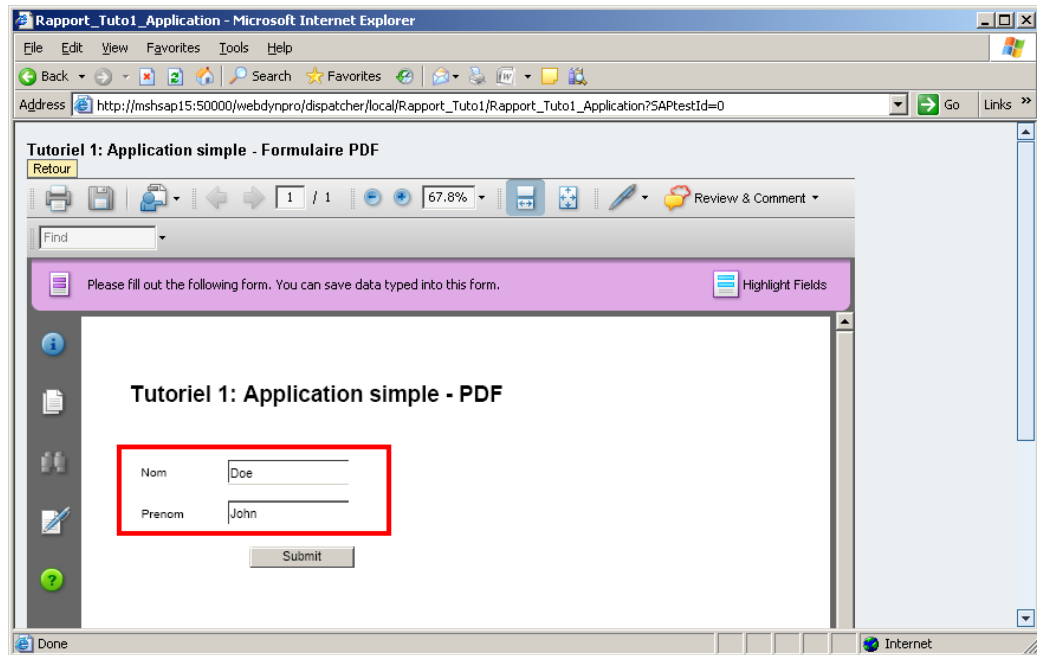 Rapport_Tuto1_Application - Microsoft Internet Explorer
File Edit View Favorites Tools Help
Back Search Favorites
Address http://mshsap15:50000/webdynpro/dispatcher/local/Rapport_Tuto1/Rapport_Tuto1_Application?SAPtestId=0 Go Links »
Tutoriel 1: Application simple - Formulaire PDF
Retour
1 / 1 67.8% Review & Comment
Find
Please fill out the following form. You can save data typed into this form. Highlight Fields
Tutoriel 1: Application simple - PDF
Nom Doe
Prenom John
Submit
Done Internet